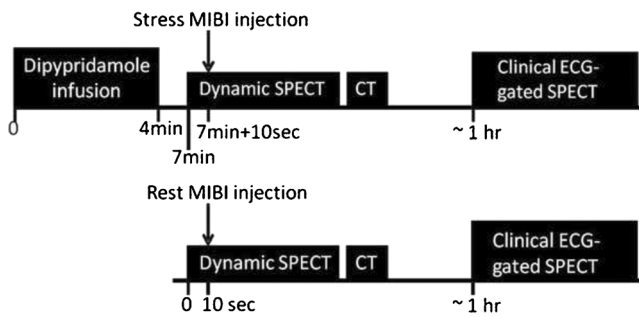 Stress MIBI injection
Dipypridamole
infusion
Dynamic SPECT
CT
Clinical ECG-
gated SPECT
0
4min
7min+10sec
~ 1 hr
7min
Rest MIBI injection
Dynamic SPECT
CT
Clinical ECG-
gated SPECT
0
10 sec
~ 1 hr